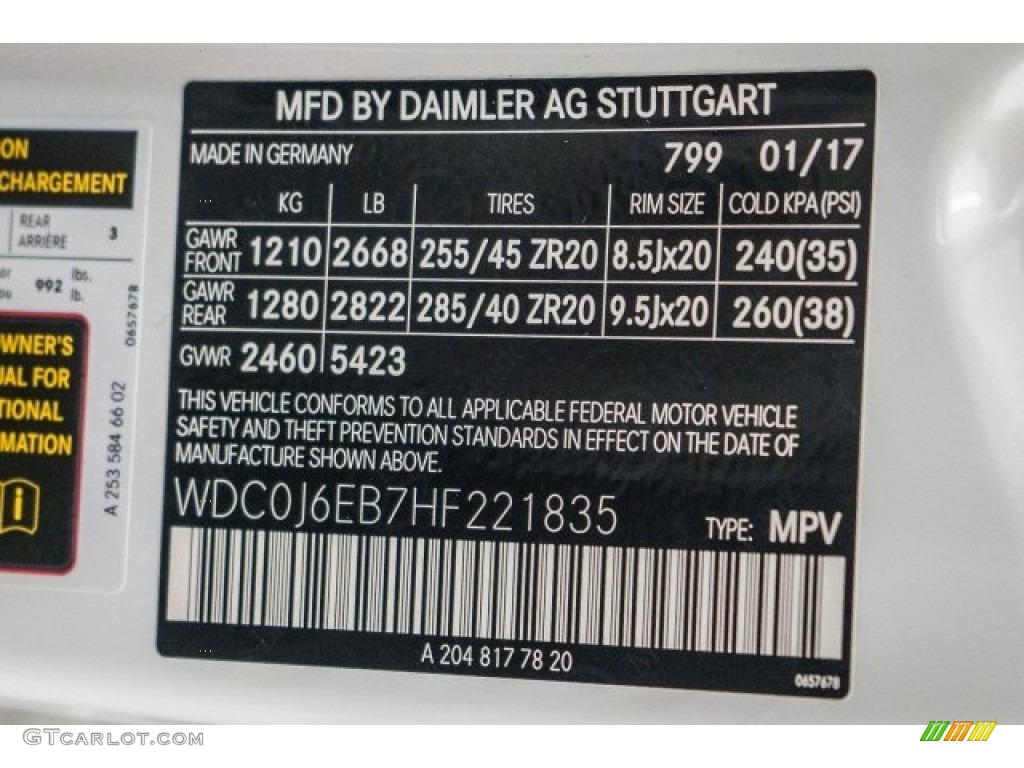 MFD BY DAIMLER AG STUTTGART
MADE IN GERMANY 799 01/17
KG LB TIRES RIM SIZE COLD KPA (PSI)
GAWR FRONT 1210 2668 255/45 ZR20 8.5Jx20 240(35)
GAWR REAR 1280 2822 285/40 ZR20 9.5Jx20 260(38)
GVWR 2460 5423
THIS VEHICLE CONFORMS TO ALL APPLICABLE FEDERAL MOTOR VEHICLE
SAFETY AND THEFT PREVENTION STANDARDS IN EFFECT ON THE DATE OF
MANUFACTURE SHOWN ABOVE.
WDC0J6EB7HF221835
TYPE: MPV
A 204 817 78 20
0657678
ON
CHARGEMENT
REAR
ARRIÈRE 3
or 992 lbs.
ou lb.
0657678
WNER'S
UAL FOR
TIONAL
MATION
A 253 584 66 02
GTCARLOT.COM